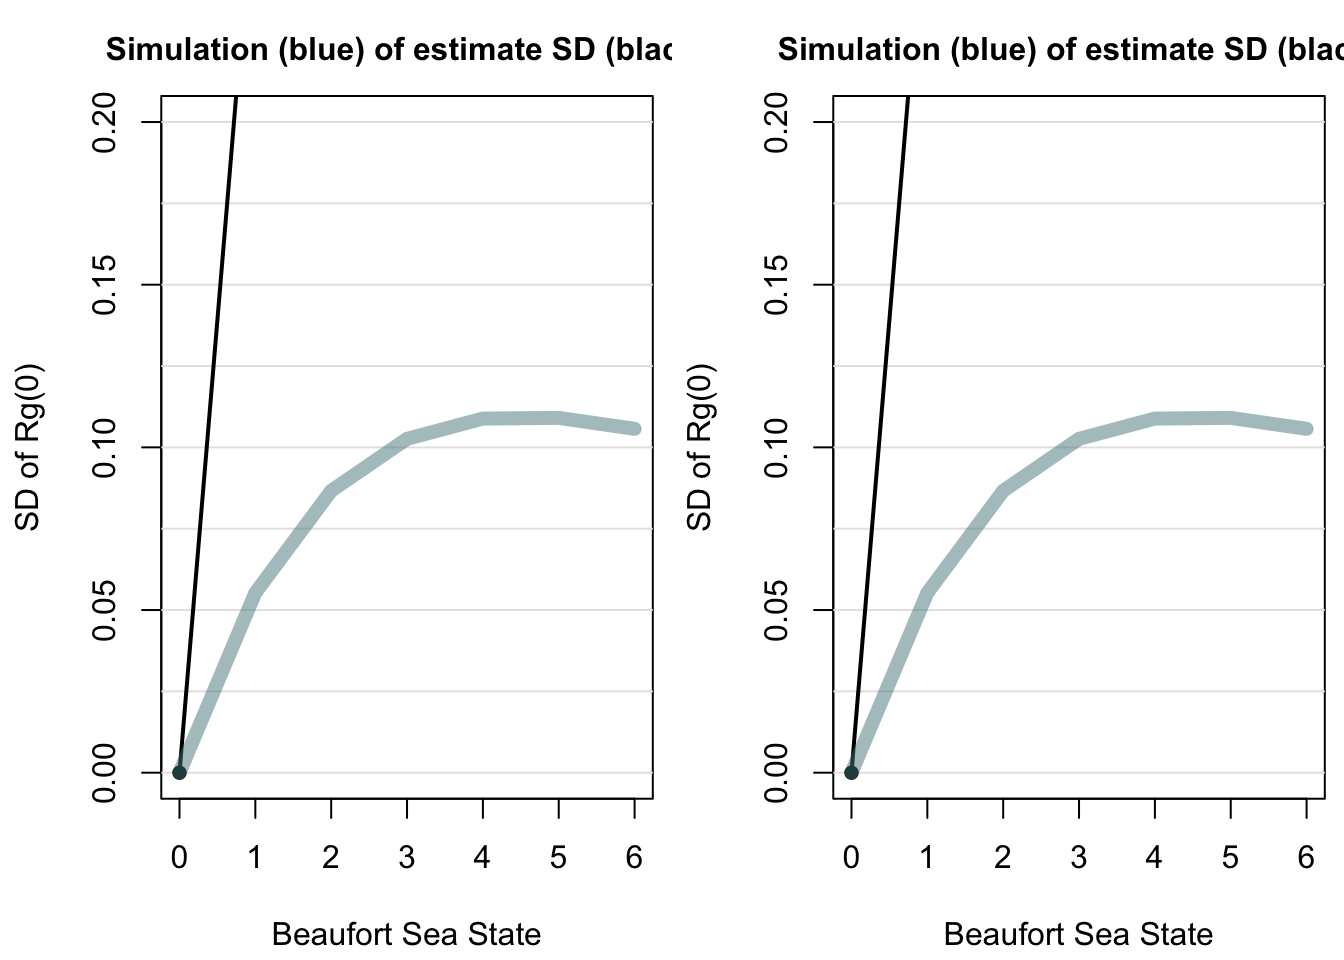 Simulation (blue) of estimate SD (blac
SD of Rg(0)
0.20
0.15
0.10
0.05
0.00
0 1 2 3 4 5 6
Beaufort Sea State
Simulation (blue) of estimate SD (blac
SD of Rg(0)
0.20
0.15
0.10
0.05
0.00
0 1 2 3 4 5 6
Beaufort Sea State